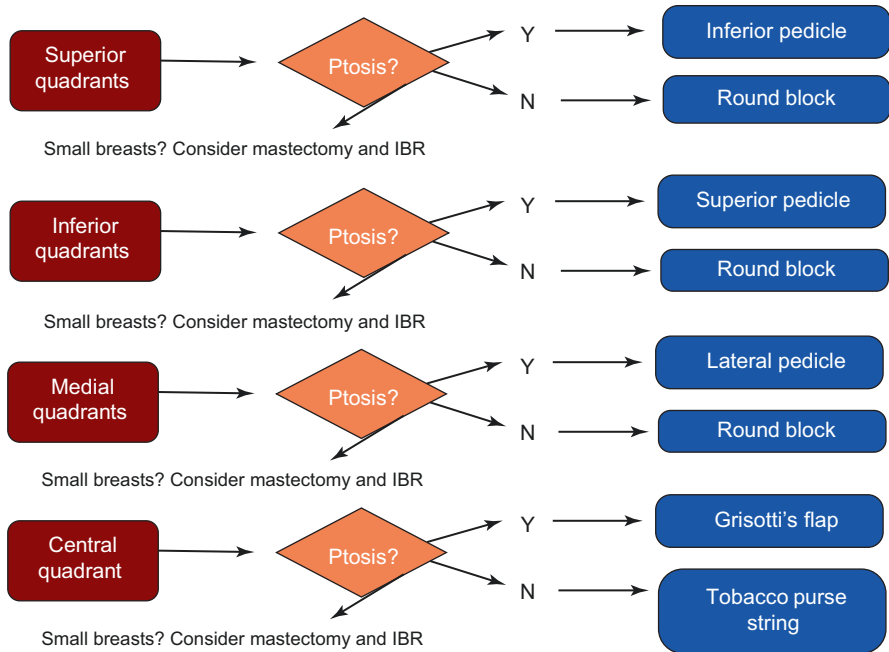 Superior
quadrants
Ptosis?
Y
Inferior pedicle
N
Round block
Small breasts? Consider mastectomy and IBR
Inferior
quadrants
Ptosis?
Y
Superior pedicle
N
Round block
Small breasts? Consider mastectomy and IBR
Medial
quadrants
Ptosis?
Y
Lateral pedicle
N
Round block
Small breasts? Consider mastectomy and IBR
Central
quadrant
Ptosis?
Y
Grisotti's flap
N
Tobacco purse
string
Small breasts? Consider mastectomy and IBR